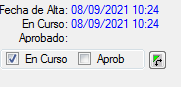 Fecha de Alta: 08/09/2021 10:24
En Curso: 08/09/2021 10:24
Aprobado:
En Curso Aprob